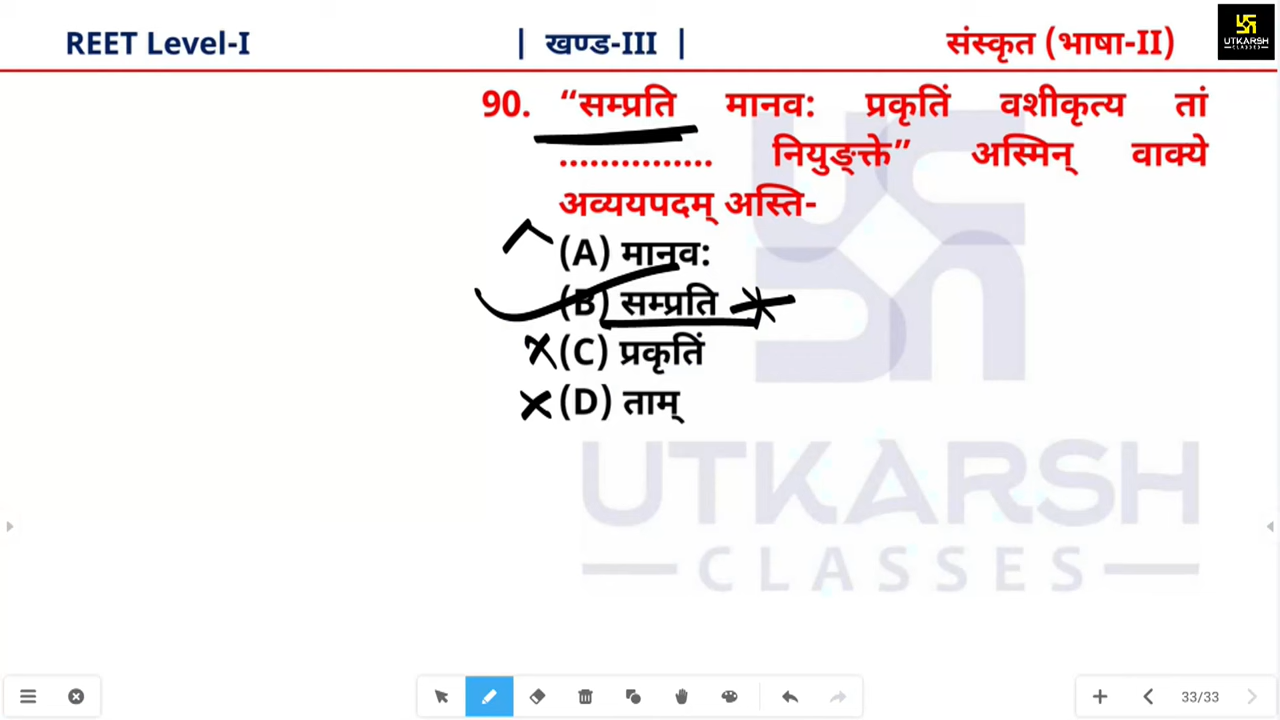 REET Level-I | खण्ड-III | संस्कृत (भाषा-II)
UTKARSH
CLASSES
90. “सम्प्रति मानवः प्रकृतिं वशीकृत्य तां
............... नियुङ्क्ते” अस्मिन् वाक्ये
अव्ययपदम् अस्ति-
(A) मानवः
(B) सम्प्रति
(C) प्रकृतिं
(D) ताम्
UTKARSH
CLASSES
33/33